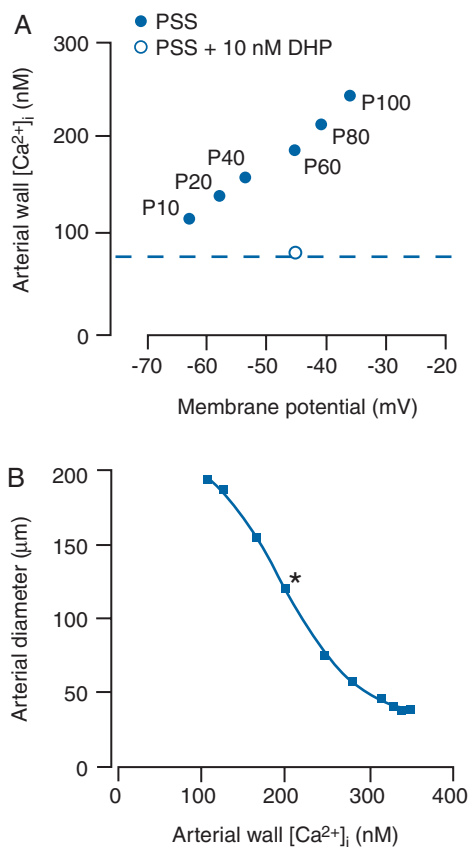 A
PSS
PSS + 10 nM DHP
300
200
100
0
Arterial wall [Ca²⁺]ᵢ (nM)
P100
P80
P60
P40
P20
P10
-70 -60 -50 -40 -30 -20
Membrane potential (mV)
B
200
150
100
50
0
Arterial diameter (μm)
*
0 100 200 300 400
Arterial wall [Ca²⁺]ᵢ (nM)